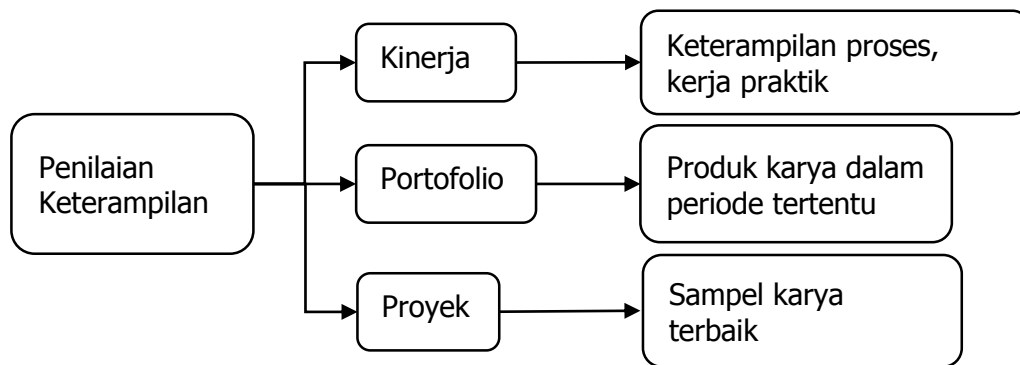 Penilaian
Keterampilan
Kinerja
Keterampilan proses,
kerja praktik
Portofolio
Produk karya dalam
periode tertentu
Proyek
Sampel karya
terbaik